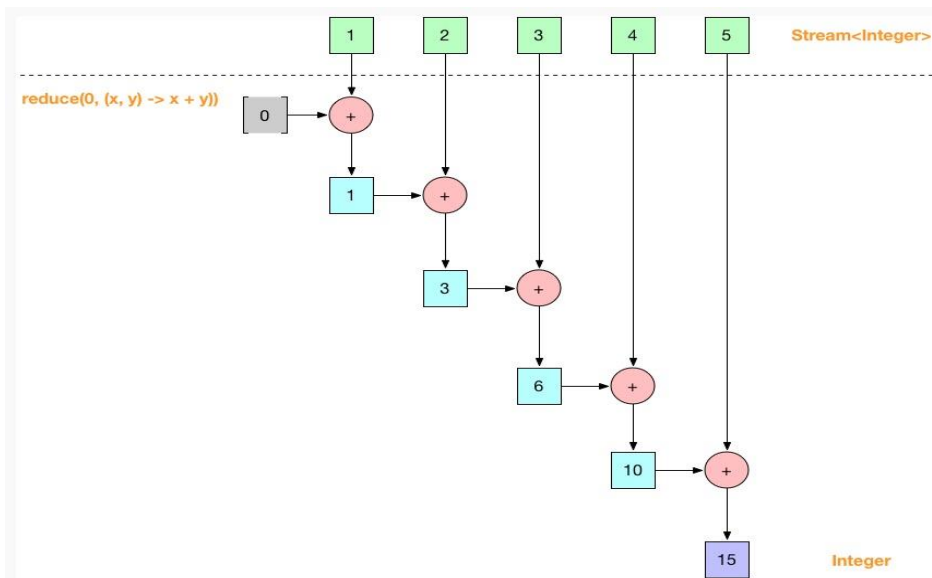 1 2 3 4 5 Stream<Integer>
reduce(0, (x, y) -> x + y))
0 +
1 +
3 +
6 +
10 +
15 Integer